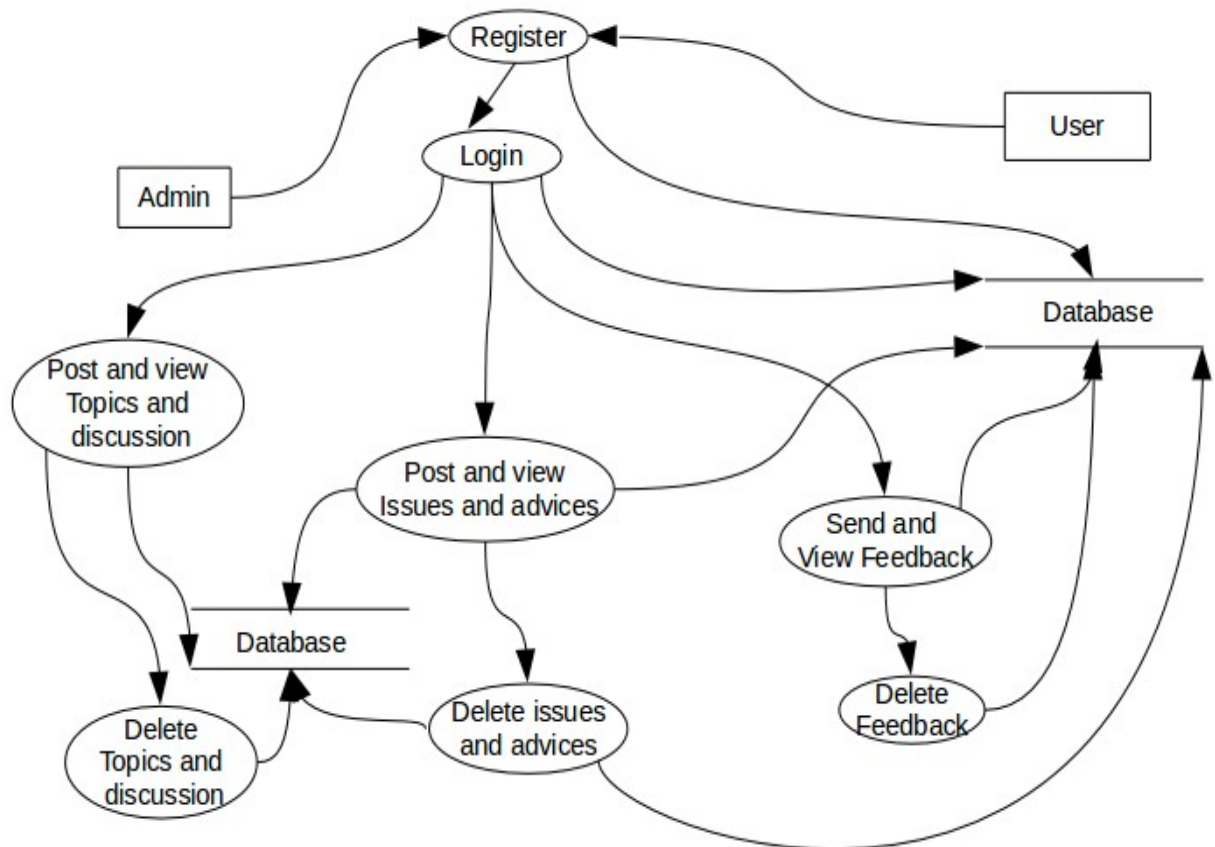 Register
User
Login
Admin
Database
Post and view
Topics and
discussion
Post and view
Issues and advices
Send and
View Feedback
Database
Delete
Topics and
discussion
Delete issues
and advices
Delete
Feedback